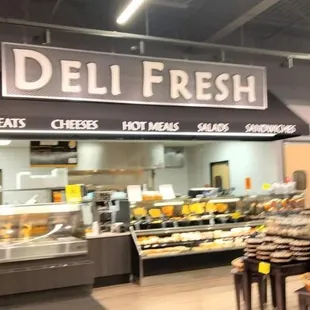 DELI FRESH
EATS CHEESES HOT MEALS SALADS SANDWICHES